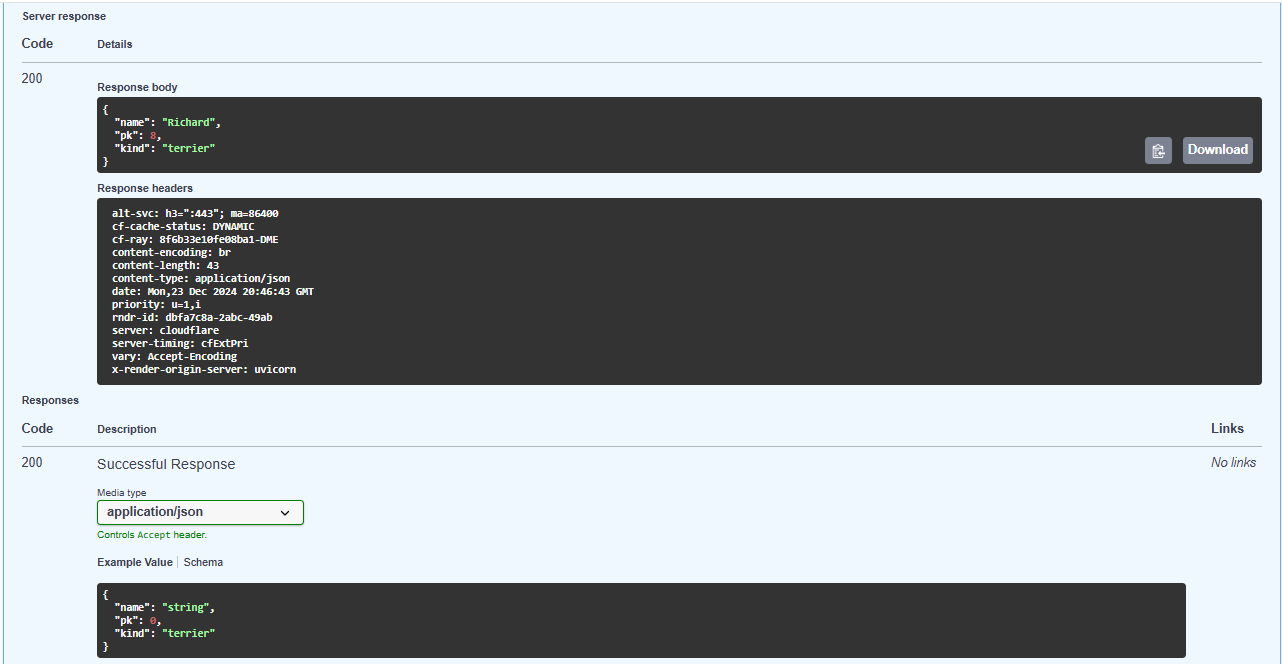 Server response
Code Details
200
Response body
{
"name": "Richard",
"pk": 8,
"kind": "terrier"
}
Download
Response headers
alt-svc: h3=":443"; ma=86400
cf-cache-status: DYNAMIC
cf-ray: 8f6b33e10fe08ba1-DME
content-encoding: br
content-length: 43
content-type: application/json
date: Mon,23 Dec 2024 20:46:43 GMT
priority: u=1,i
rndr-id: dbfa7c8a-2abc-49ab
server: cloudflare
server-timing: cfExtPri
vary: Accept-Encoding
x-render-origin-server: uvicorn
Responses
Code Description Links
200 Successful Response No links
Media type
application/json
Controls Accept header.
Example Value Schema
{
"name": "string",
"pk": 0,
"kind": "terrier"
}